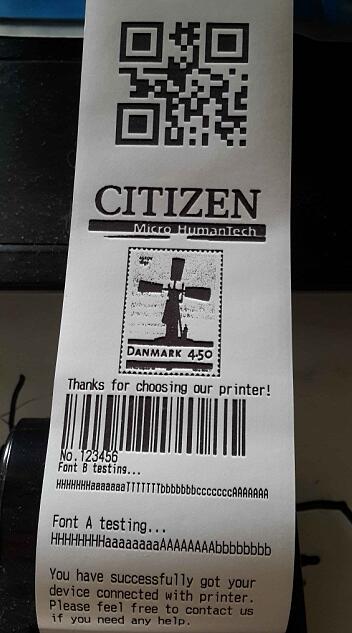 CITIZEN
Micro HumanTech
DANMARK 4.50
Thanks for choosing our printer!
No.123456
Font B testing...
HHHHHHHaaaaaaaTTTTTTTbbbbbbbcccccccAAAAAAA
Font A testing...
HHHHHHHHaaaaaaaaAAAAAAAAbbbbbbbb
You have successfully got your
device connected with printer.
Please feel free to contact us
if you need any help.